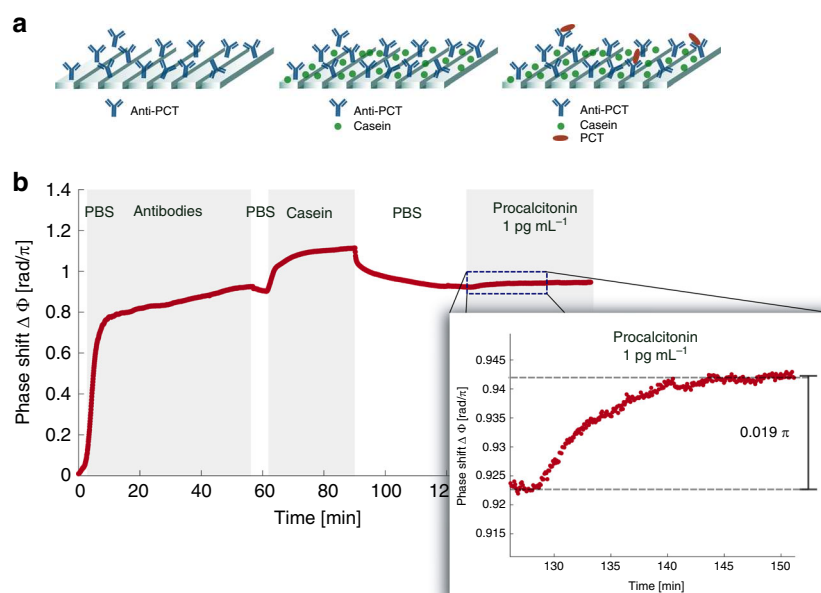 a
Anti-PCT
Anti-PCT
Casein
Anti-PCT
Casein
PCT
b
Phase shift Δ Φ [rad/π]
1.4
1.2
1
0.8
0.6
0.4
0.2
0
PBS
Antibodies
PBS
Casein
PBS
Procalcitonin
1 pg mL⁻¹
0
20
40
60
80
100
Time [min]
Procalcitonin
1 pg mL⁻¹
Phase shift Δ Φ [rad/π]
0.945
0.94
0.935
0.93
0.925
0.92
0.915
0.019 π
130
135
140
145
150
Time [min]